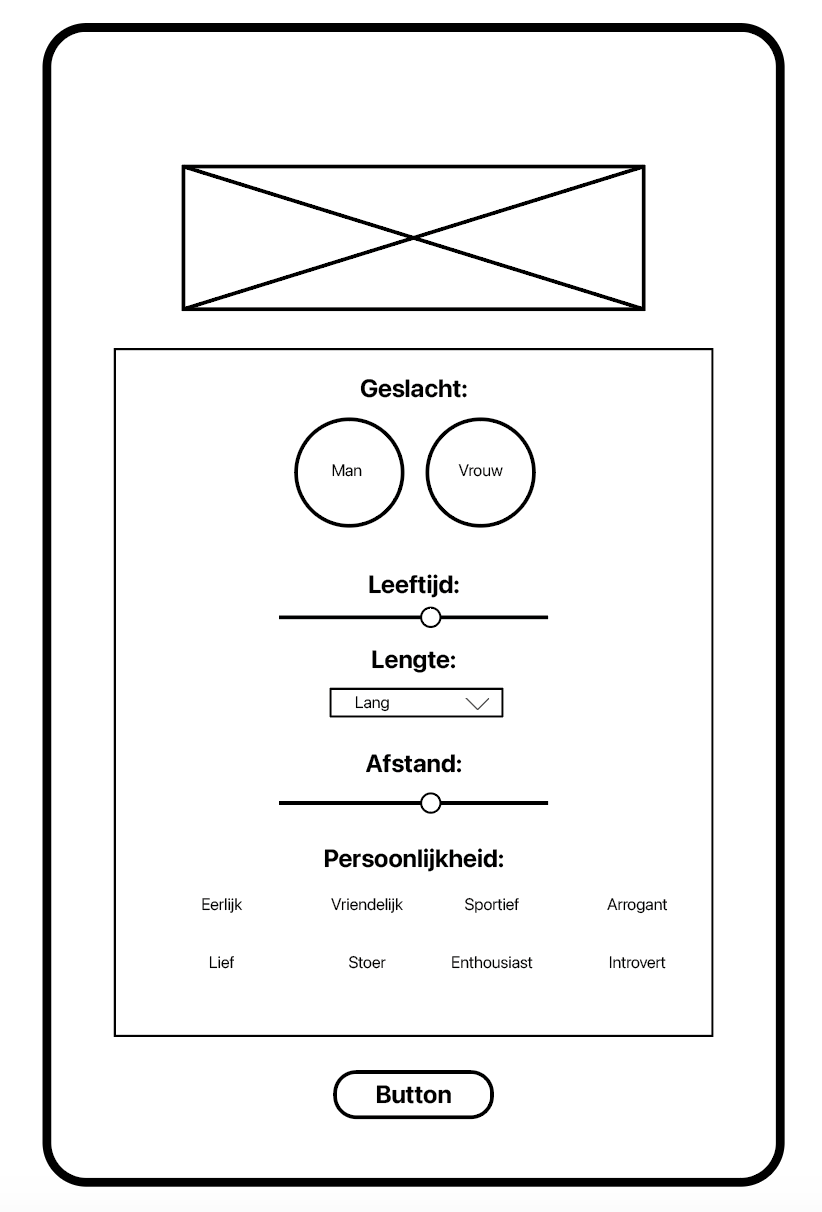 Geslacht:
Man Vrouw
Leeftijd:
Lengte:
Lang
Afstand:
Persoonlijkheid:
Eerlijk Vriendelijk Sportief Arrogant
Lief Stoer Enthousiast Introvert
Button